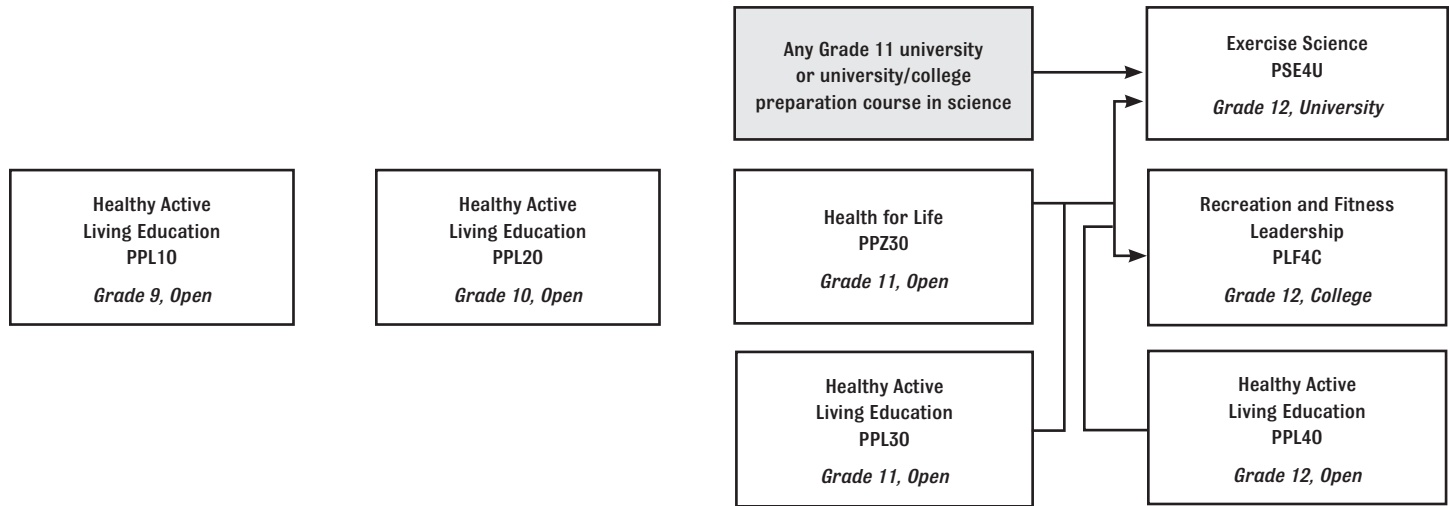 Any Grade 11 university
or university/college
preparation course in science
Exercise Science
PSE4U
Grade 12, University
Healthy Active
Living Education
PPL1O
Grade 9, Open
Healthy Active
Living Education
PPL2O
Grade 10, Open
Health for Life
PPZ3O
Grade 11, Open
Recreation and Fitness
Leadership
PLF4C
Grade 12, College
Healthy Active
Living Education
PPL3O
Grade 11, Open
Healthy Active
Living Education
PPL4O
Grade 12, Open